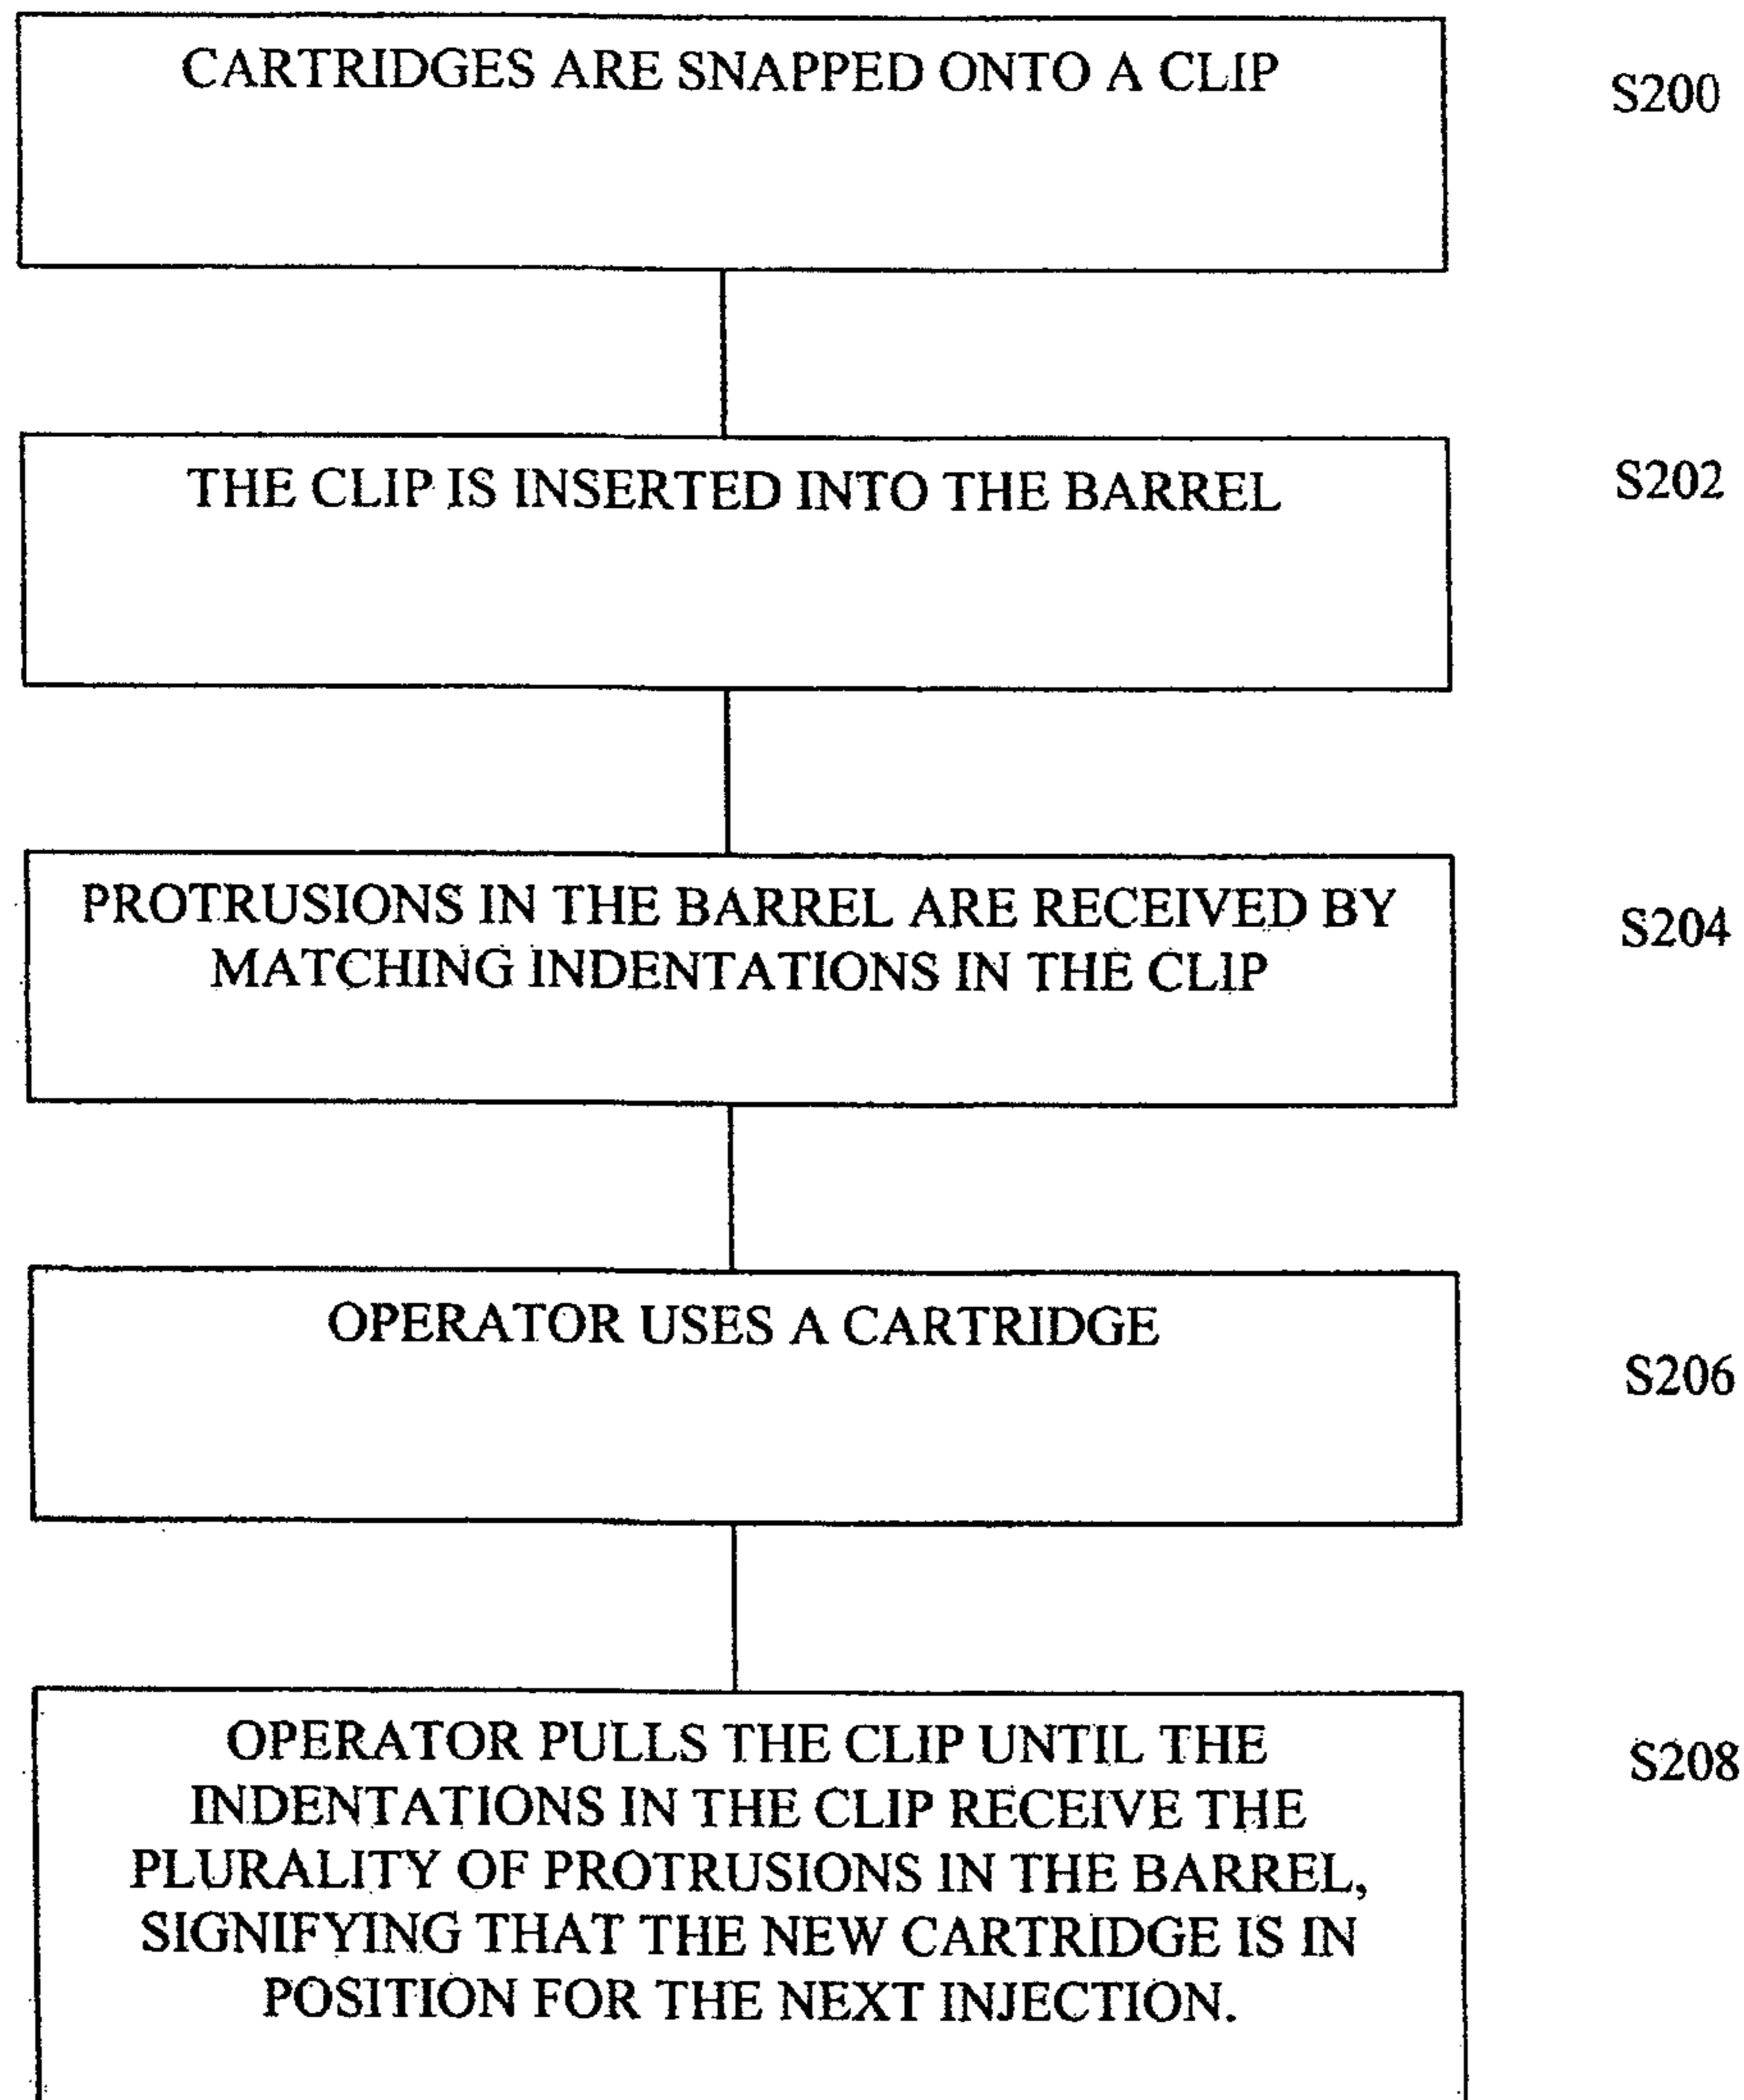 CARTRIDGES ARE SNAPPED ONTO A CLIP
S200
THE CLIP IS INSERTED INTO THE BARREL
S202
PROTRUSIONS IN THE BARREL ARE RECEIVED BY
MATCHING INDENTATIONS IN THE CLIP
S204
OPERATOR USES A CARTRIDGE
S206
OPERATOR PULLS THE CLIP UNTIL THE
INDENTATIONS IN THE CLIP RECEIVE THE
PLURALITY OF PROTRUSIONS IN THE BARREL,
SIGNIFYING THAT THE NEW CARTRIDGE IS IN
POSITION FOR THE NEXT INJECTION.
S208